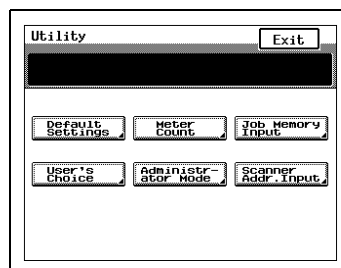 Utility
Exit
Default
Settings
Meter
Count
Job Memory
Input
User's
Choice
Administr-
ator Mode
Scanner
Addr.Input